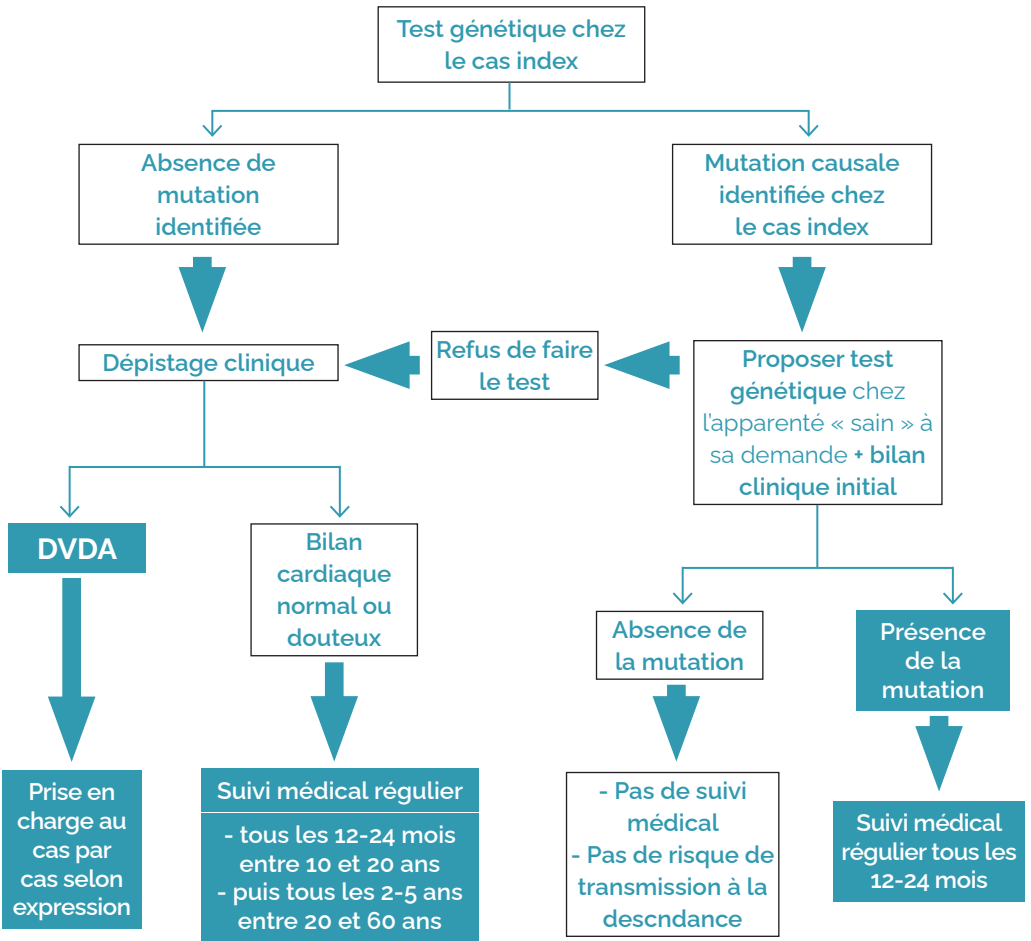 Test génétique chez
le cas index
Absence de
mutation
identifiée
Mutation causale
identifiée chez
le cas index
Dépistage clinique
Refus de faire
le test
Proposer test
génétique chez
l'apparenté « sain » à
sa demande + bilan
clinique initial
DVDA
Bilan
cardiaque
normal ou
douteux
Absence de
la mutation
Présence
de la
mutation
Prise en
charge au
cas par
cas selon
expression
Suivi médical régulier
- tous les 12-24 mois
entre 10 et 20 ans
- puis tous les 2-5 ans
entre 20 et 60 ans
- Pas de suivi
médical
- Pas de risque de
transmission à la
descndance
Suivi médical
régulier tous les
12-24 mois